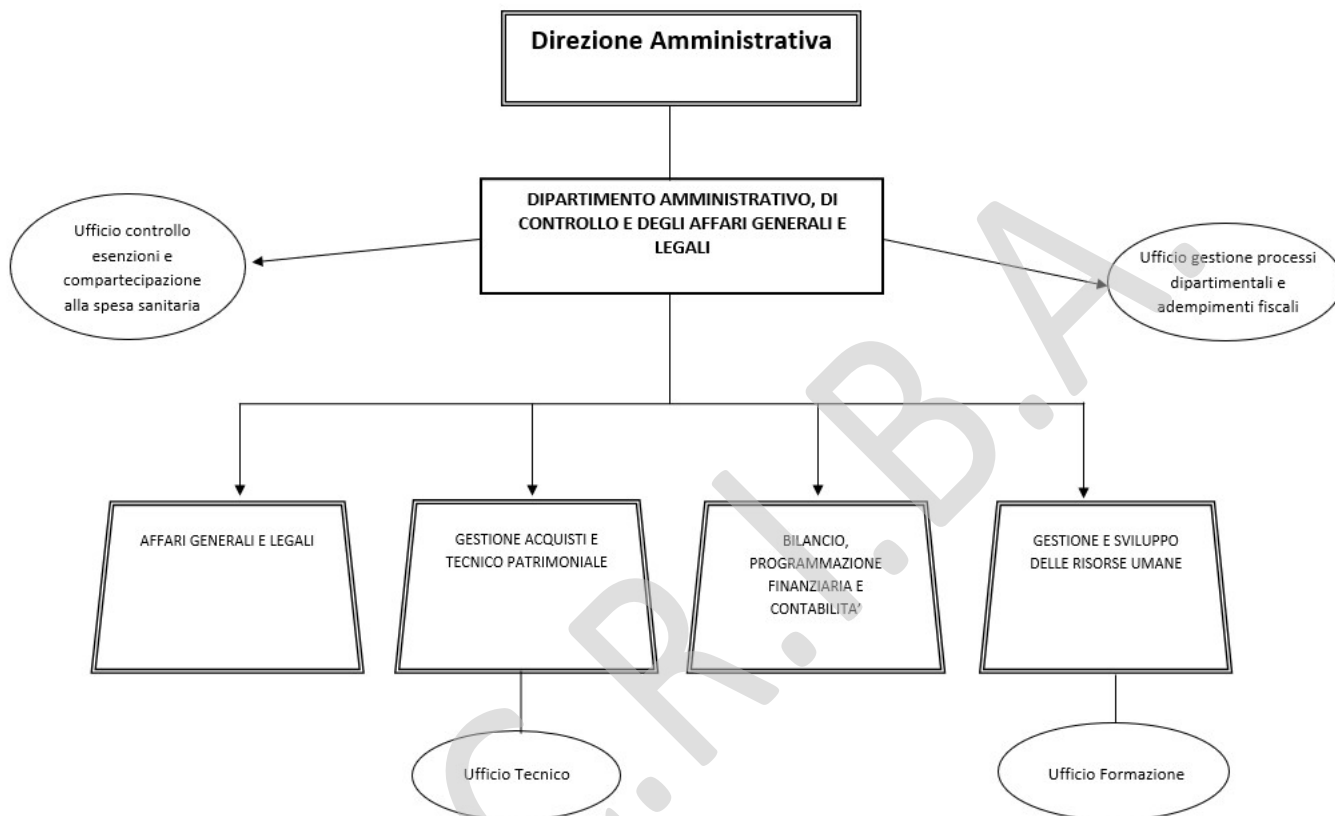 Direzione Amministrativa
DIPARTIMENTO AMMINISTRATIVO, DI
CONTROLLO E DEGLI AFFARI GENERALI E
LEGALI
Ufficio controllo
esenzioni e
compartecipazione
alla spesa sanitaria
Ufficio gestione processi
dipartimentali e
adempimenti fiscali
AFFARI GENERALI E LEGALI
GESTIONE ACQUISTI E
TECNICO PATRIMONIALE
BILANCIO,
PROGRAMMAZIONE
FINANZIARIA E
CONTABILITA’
GESTIONE E SVILUPPO
DELLE RISORSE UMANE
Ufficio Tecnico
Ufficio Formazione
C.R.I.B.A.